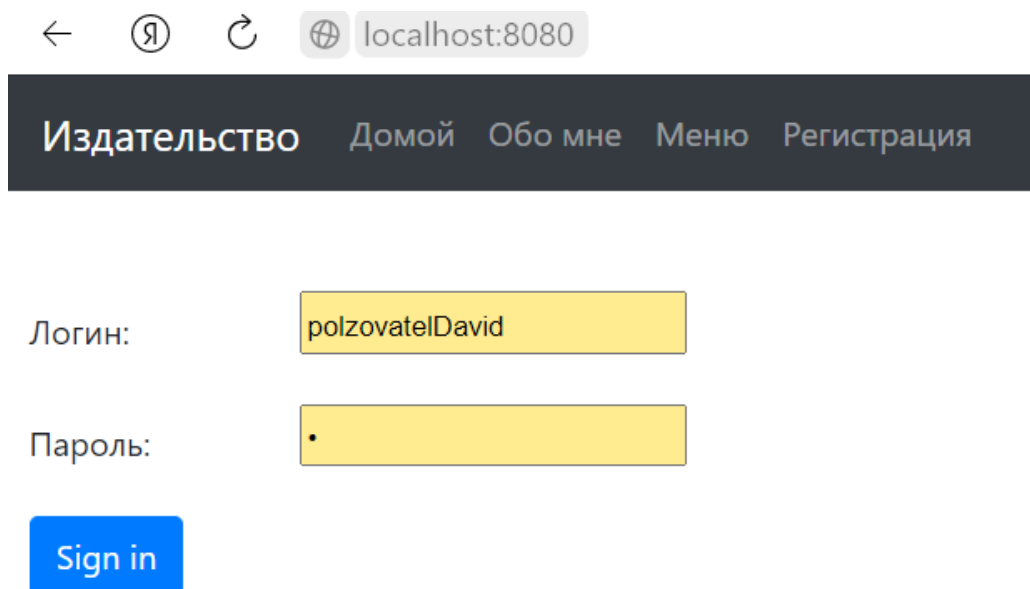 localhost:8080
Издательство Домой Обо мне Меню Регистрация
Логин: polzovatelDavid
Пароль: •
Sign in